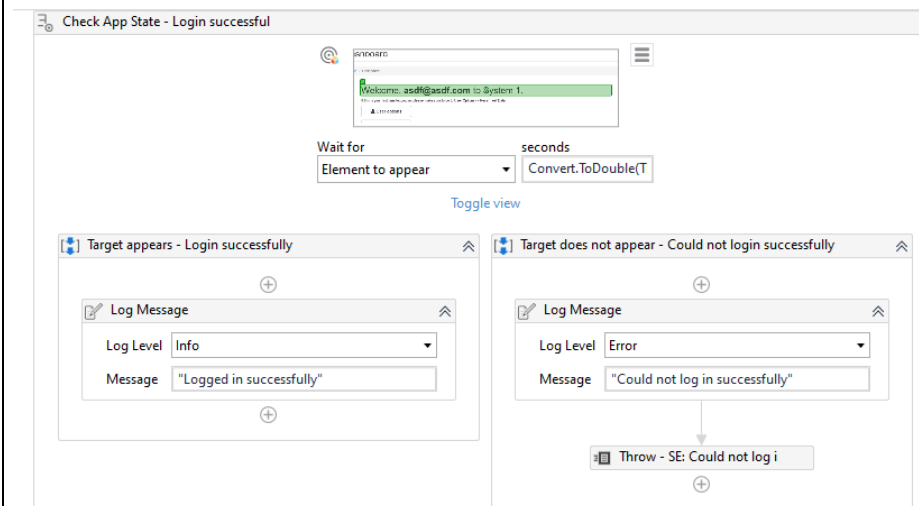 Check App State - Login successful
Welcome, asdf@asdf.com to System 1.
Wait for
seconds
Element to appear
Convert.ToDouble(T
Toggle view
Target appears - Login successfully
Target does not appear - Could not login successfully
Log Message
Log Message
Log Level
Info
Log Level
Error
Message
"Logged in successfully"
Message
"Could not log in successfully"
Throw - SE: Could not log i